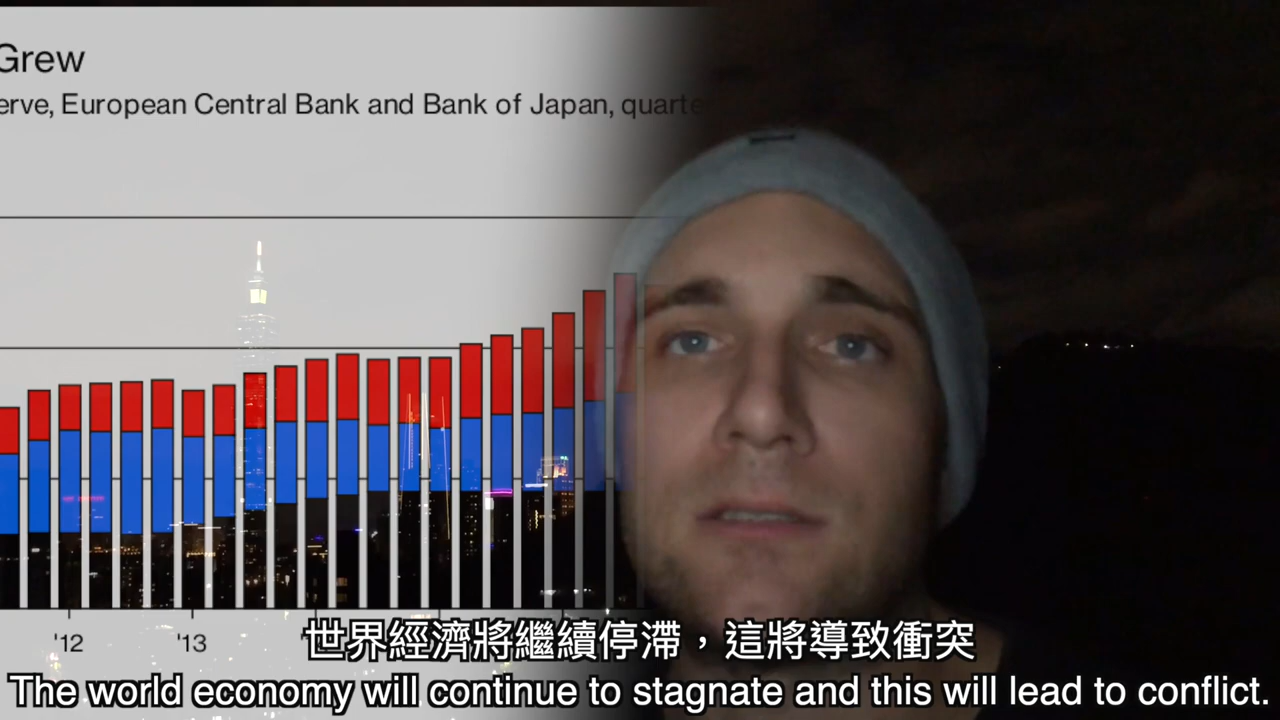 Grew
erve, European Central Bank and Bank of Japan, quarte
'12
'13
世界經濟將繼續停滯，這將導致衝突
The world economy will continue to stagnate and this will lead to conflict.